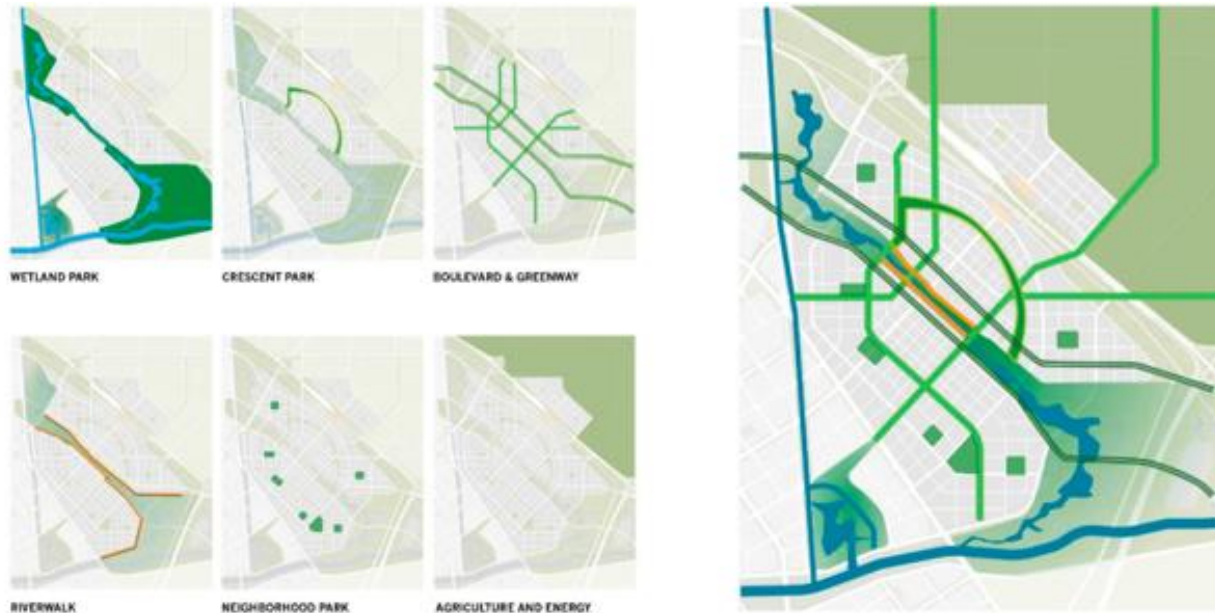 WETLAND PARK
CRESCENT PARK
BOULEVARD & GREENWAY
RIVERWALK
NEIGHBORHOOD PARK
AGRICULTURE AND ENERGY